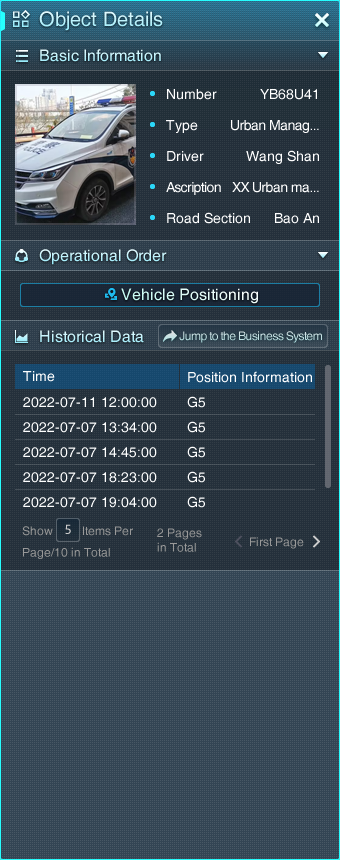 Object Details
Basic Information
Number YB68U41
Type Urban Manag...
Driver Wang Shan
Ascription XX Urban ma...
Road Section Bao An
Operational Order
Vehicle Positioning
Historical Data Jump to the Business System
Time Position Information
2022-07-11 12:00:00 G5
2022-07-07 13:34:00 G5
2022-07-07 14:45:00 G5
2022-07-07 18:23:00 G5
2022-07-07 19:04:00 G5
Show 5 Items Per
Page/10 in Total
2 Pages
in Total
First Page